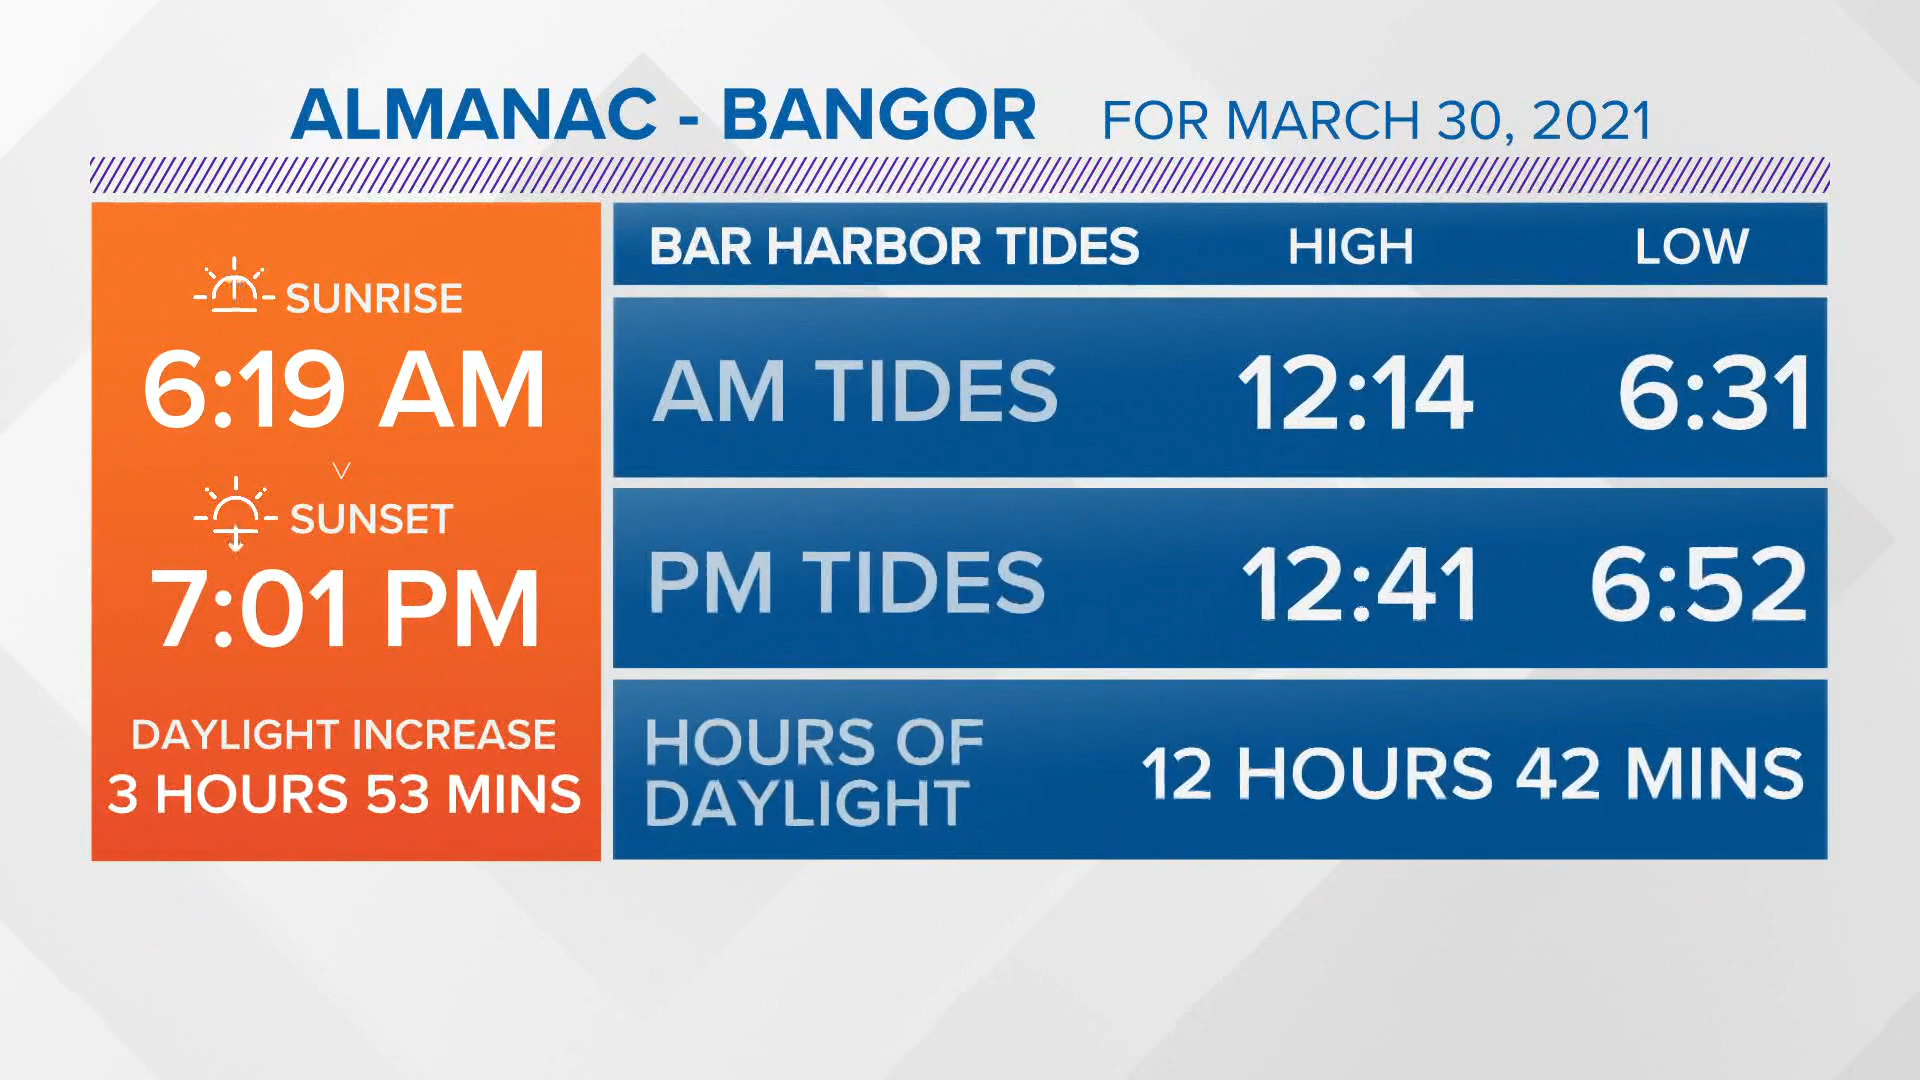 ALMANAC - BANGOR FOR MARCH 30, 2021
SUNRISE
6:19 AM
SUNSET
7:01 PM
DAYLIGHT INCREASE
3 HOURS 53 MINS
BAR HARBOR TIDES HIGH LOW
AM TIDES 12:14 6:31
PM TIDES 12:41 6:52
HOURS OF
DAYLIGHT
12 HOURS 42 MINS